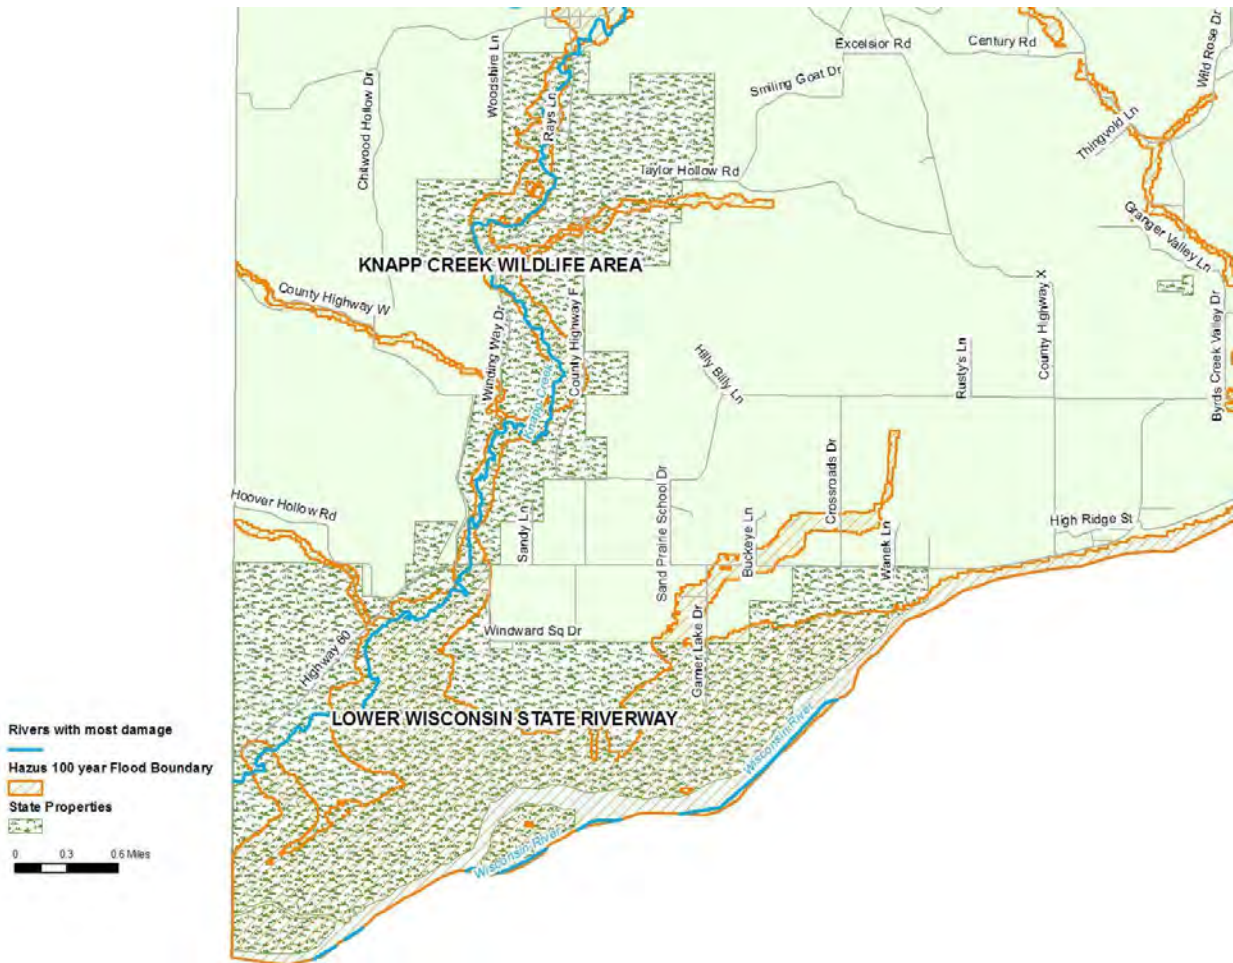 Woodshire Ln
Excelsior Rd
Century Rd
Wild Rose Dr
Smiling Goat Dr
Chitwood Hollow Dr
Rays Ln
Thingvold Ln
Taylor Hollow Rd
Granger Valley Ln
KNAPP CREEK WILDLIFE AREA
County Highway W
Winding Way Dr
County Highway F
County Highway X
Byrds Creek Valley Dr
Knapp Creek
Hilly Billy Ln
Rusty's Ln
Hoover Hollow Rd
Sandy Ln
Sand Prairie School Dr
Buckeye Ln
Crossroads Dr
Wanek Ln
High Ridge St
Windward Sq Dr
Garner Lake Dr
Highway 60
LOWER WISCONSIN STATE RIVERWAY
Wisconsin River
Wisconsin River
Rivers with most damage
Hazus 100 year Flood Boundary
State Properties
0 0.3 0.6 Miles